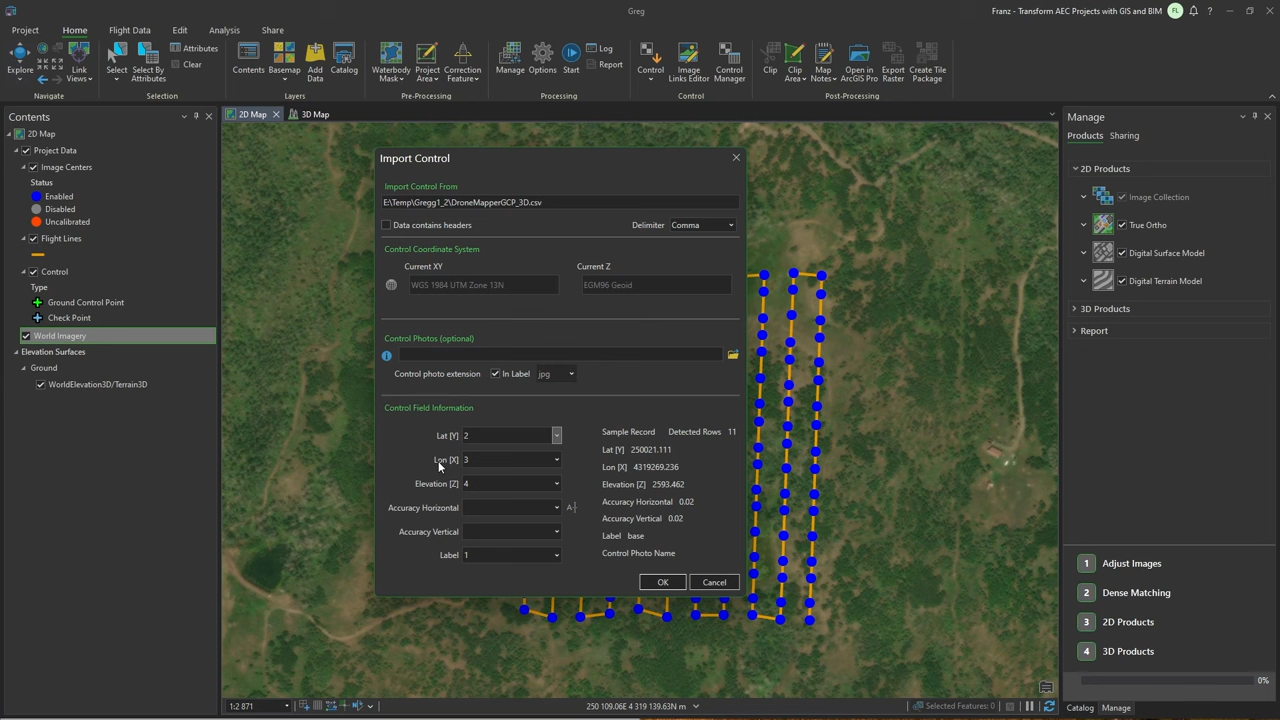 Greg
Franz - Transform AEC Projects with GIS and BIM
FL
Project
Home
Flight Data
Edit
Analysis
Share
Explore
Link Views
Navigate
Select
Select By Attributes
Attributes
Clear
Selection
Contents
Basemap
Add Data
Catalog
Layers
Waterbody Mask
Project Area
Correction Feature
Pre-Processing
Manage
Options
Start
Log
Report
Processing
Control
Image Links Editor
Control Manager
Control
Clip
Clip Area
Map Notes
Open in ArcGIS Pro
Export Raster
Create Tile Package
Post-Processing
Contents
2D Map
Project Data
Image Centers
Status
Enabled
Disabled
Uncalibrated
Flight Lines
Control
Type
Ground Control Point
Check Point
World Imagery
Elevation Surfaces
Ground
WorldElevation3D/Terrain3D
2D Map
3D Map
Import Control
Import Control From
E:\Temp\Gregg1_2\DroneMapperGCP_3D.csv
Data contains headers
Delimiter Comma
Control Coordinate System
Current XY
Current Z
WGS 1984 UTM Zone 13N
EGM96 Geoid
Control Photos (optional)
Control photo extension
In Label
jpg
Control Field Information
Lat [Y] 2
Lon [X] 3
Elevation [Z] 4
Accuracy Horizontal
Accuracy Vertical
Label 1
Sample Record Detected Rows 11
Lat [Y] 250021.111
Lon [X] 4319269.236
Elevation [Z] 2593.462
Accuracy Horizontal 0.02
Accuracy Vertical 0.02
Label base
Control Photo Name
OK
Cancel
1:2 871
250 109.06E 4 319 139.63N m
Selected Features: 0
Manage
Products
Sharing
2D Products
Image Collection
True Ortho
Digital Surface Model
Digital Terrain Model
3D Products
Report
1 Adjust Images
2 Dense Matching
3 2D Products
4 3D Products
0%
Catalog
Manage